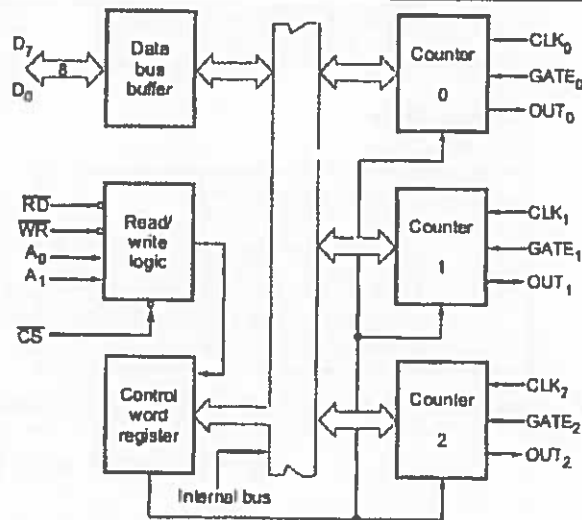 D7
8
D0
Data
bus
buffer
Countor
0
CLK0
GATE0
OUT0
RD
WR
A0
A1
CS
Read/
write
logic
Counter
1
CLK1
GATE1
OUT1
Control
word
register
Counter
2
CLK2
GATE2
OUT2
Internal bus